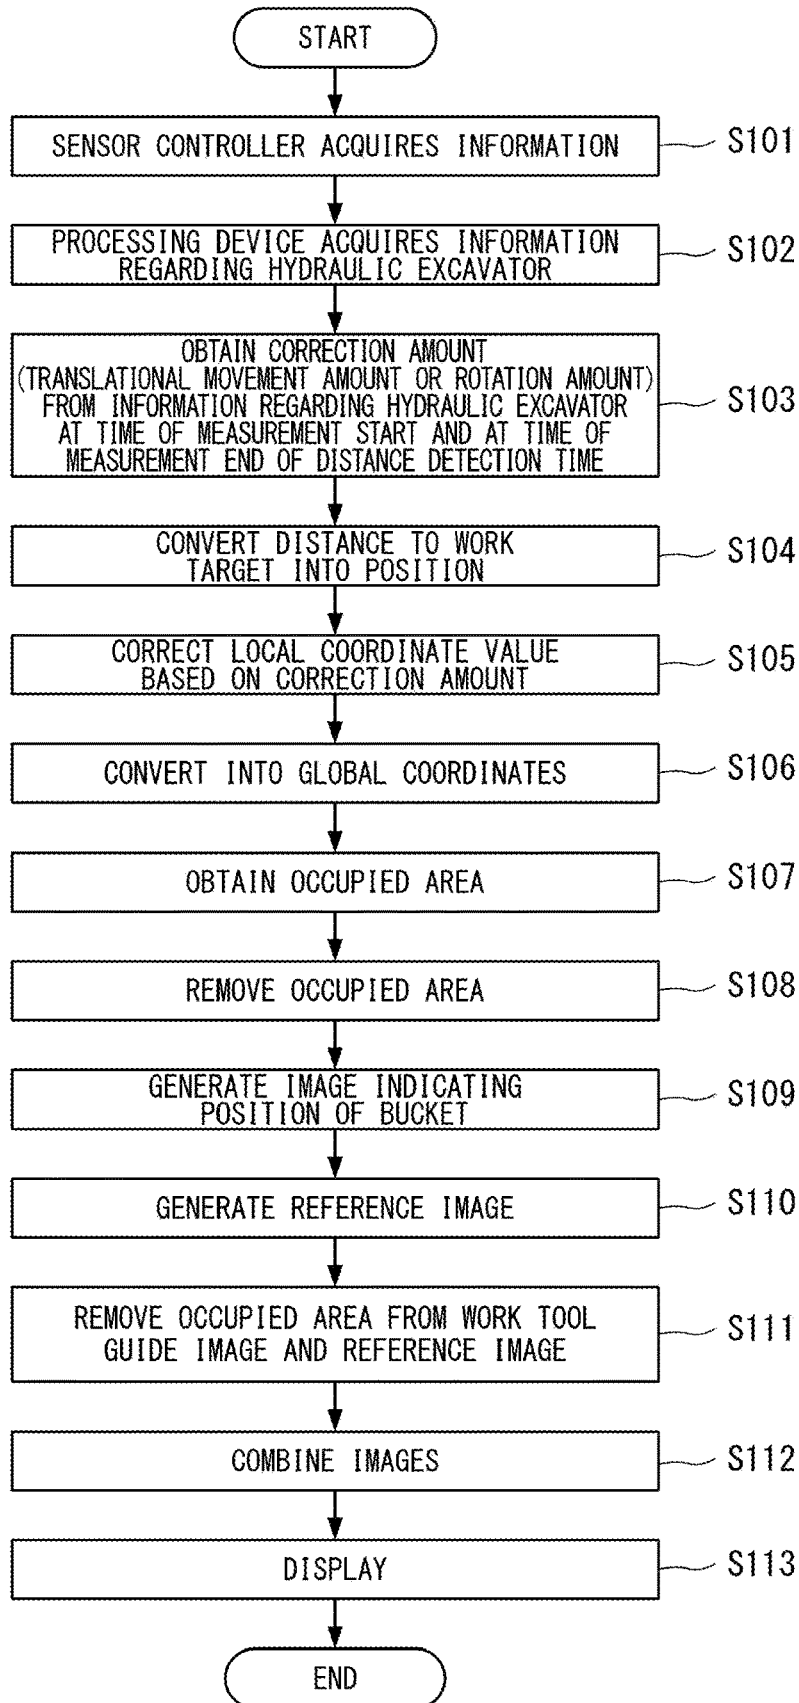 START
SENSOR CONTROLLER ACQUIRES INFORMATION
S101
PROCESSING DEVICE ACQUIRES INFORMATION
REGARDING HYDRAULIC EXCAVATOR
S102
OBTAIN CORRECTION AMOUNT
(TRANSLATIONAL MOVEMENT AMOUNT OR ROTATION AMOUNT)
FROM INFORMATION REGARDING HYDRAULIC EXCAVATOR
AT TIME OF MEASUREMENT START AND AT TIME OF
MEASUREMENT END OF DISTANCE DETECTION TIME
S103
CONVERT DISTANCE TO WORK
TARGET INTO POSITION
S104
CORRECT LOCAL COORDINATE VALUE
BASED ON CORRECTION AMOUNT
S105
CONVERT INTO GLOBAL COORDINATES
S106
OBTAIN OCCUPIED AREA
S107
REMOVE OCCUPIED AREA
S108
GENERATE IMAGE INDICATING
POSITION OF BUCKET
S109
GENERATE REFERENCE IMAGE
S110
REMOVE OCCUPIED AREA FROM WORK TOOL
GUIDE IMAGE AND REFERENCE IMAGE
S111
COMBINE IMAGES
S112
DISPLAY
S113
END